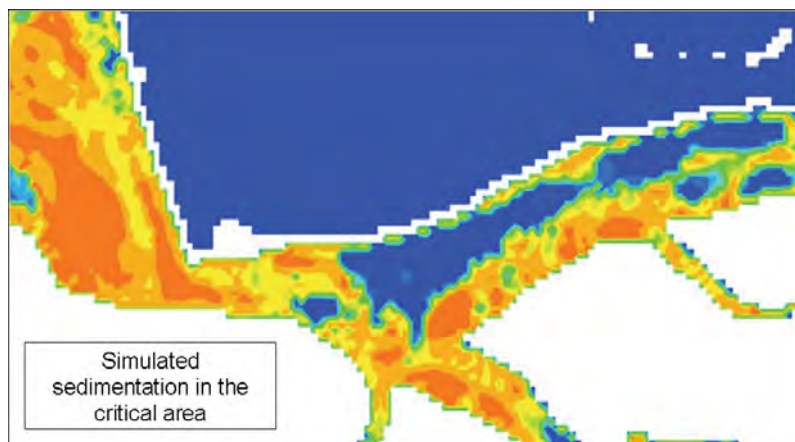 Simulated
sedimentation in the
critical area